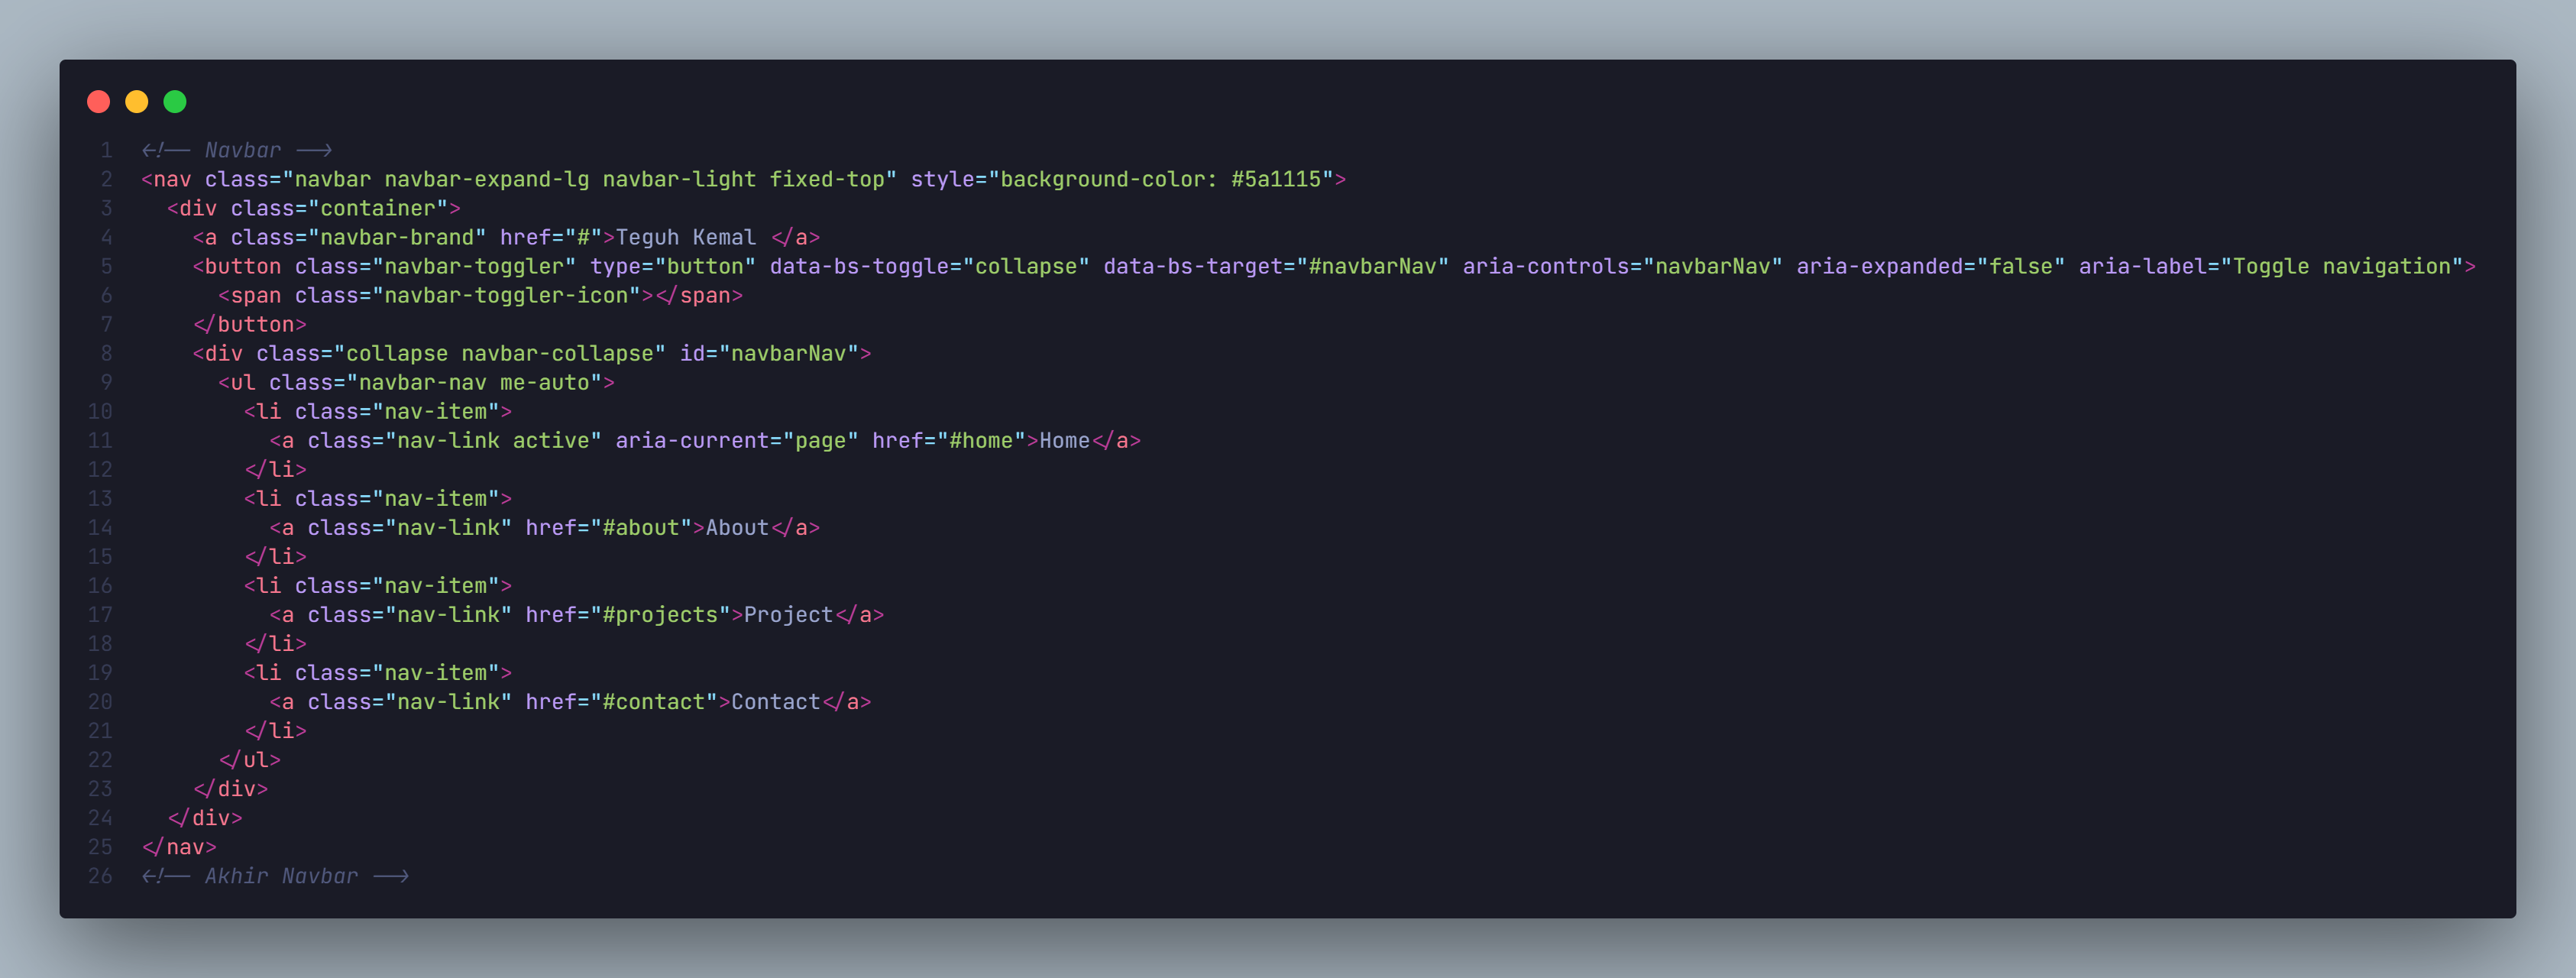 1 <!-- Navbar -->
2 <nav class="navbar navbar-expand-lg navbar-light fixed-top" style="background-color: #5a1115">
3   <div class="container">
4     <a class="navbar-brand" href="#">Teguh Kemal </a>
5     <button class="navbar-toggler" type="button" data-bs-toggle="collapse" data-bs-target="#navbarNav" aria-controls="navbarNav" aria-expanded="false" aria-label="Toggle navigation">
6       <span class="navbar-toggler-icon"></span>
7     </button>
8     <div class="collapse navbar-collapse" id="navbarNav">
9       <ul class="navbar-nav me-auto">
10         <li class="nav-item">
11           <a class="nav-link active" aria-current="page" href="#home">Home</a>
12         </li>
13         <li class="nav-item">
14           <a class="nav-link" href="#about">About</a>
15         </li>
16         <li class="nav-item">
17           <a class="nav-link" href="#projects">Project</a>
18         </li>
19         <li class="nav-item">
20           <a class="nav-link" href="#contact">Contact</a>
21         </li>
22       </ul>
23     </div>
24   </div>
25 </nav>
26 <!-- Akhir Navbar -->